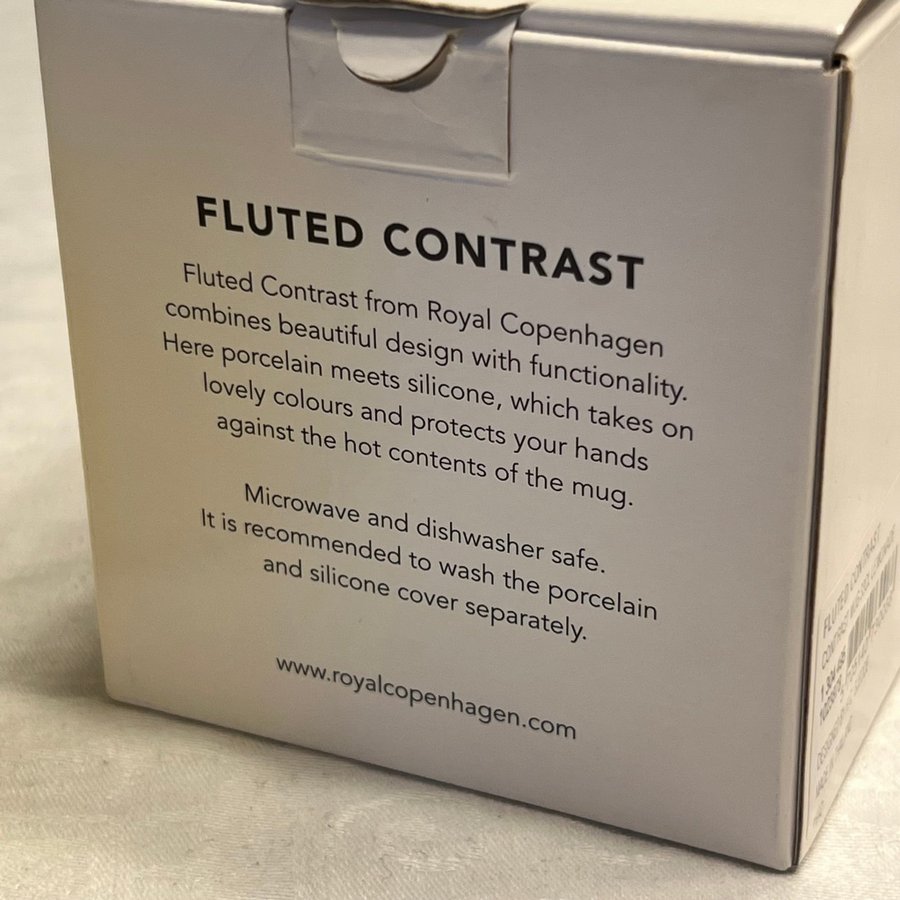 FLUTED CONTRAST
Fluted Contrast from Royal Copenhagen
combines beautiful design with functionality.
Here porcelain meets silicone, which takes on
lovely colours and protects your hands
against the hot contents of the mug.
Microwave and dishwasher safe.
It is recommended to wash the porcelain
and silicone cover separately.
www.royalcopenhagen.com
FLUTED CONTRAST